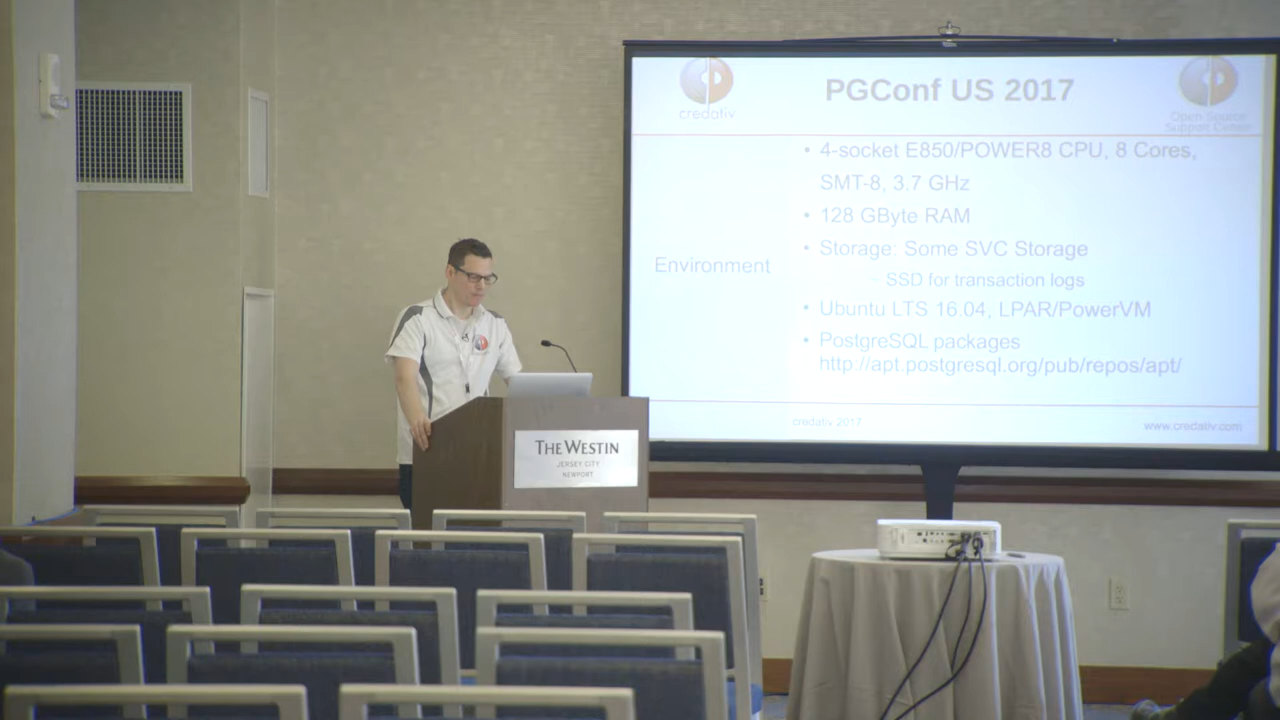 credativ
PGConf US 2017
Open Source
Support Center
Environment
• 4-socket E850/POWER8 CPU, 8 Cores,
SMT-8, 3.7 GHz
• 128 GByte RAM
• Storage: Some SVC Storage
– SSD for transaction logs
• Ubuntu LTS 16.04, LPAR/PowerVM
• PostgreSQL packages
http://apt.postgresql.org/pub/repos/apt/
credativ 2017
www.credativ.com
THE WESTIN
JERSEY CITY
NEWPORT